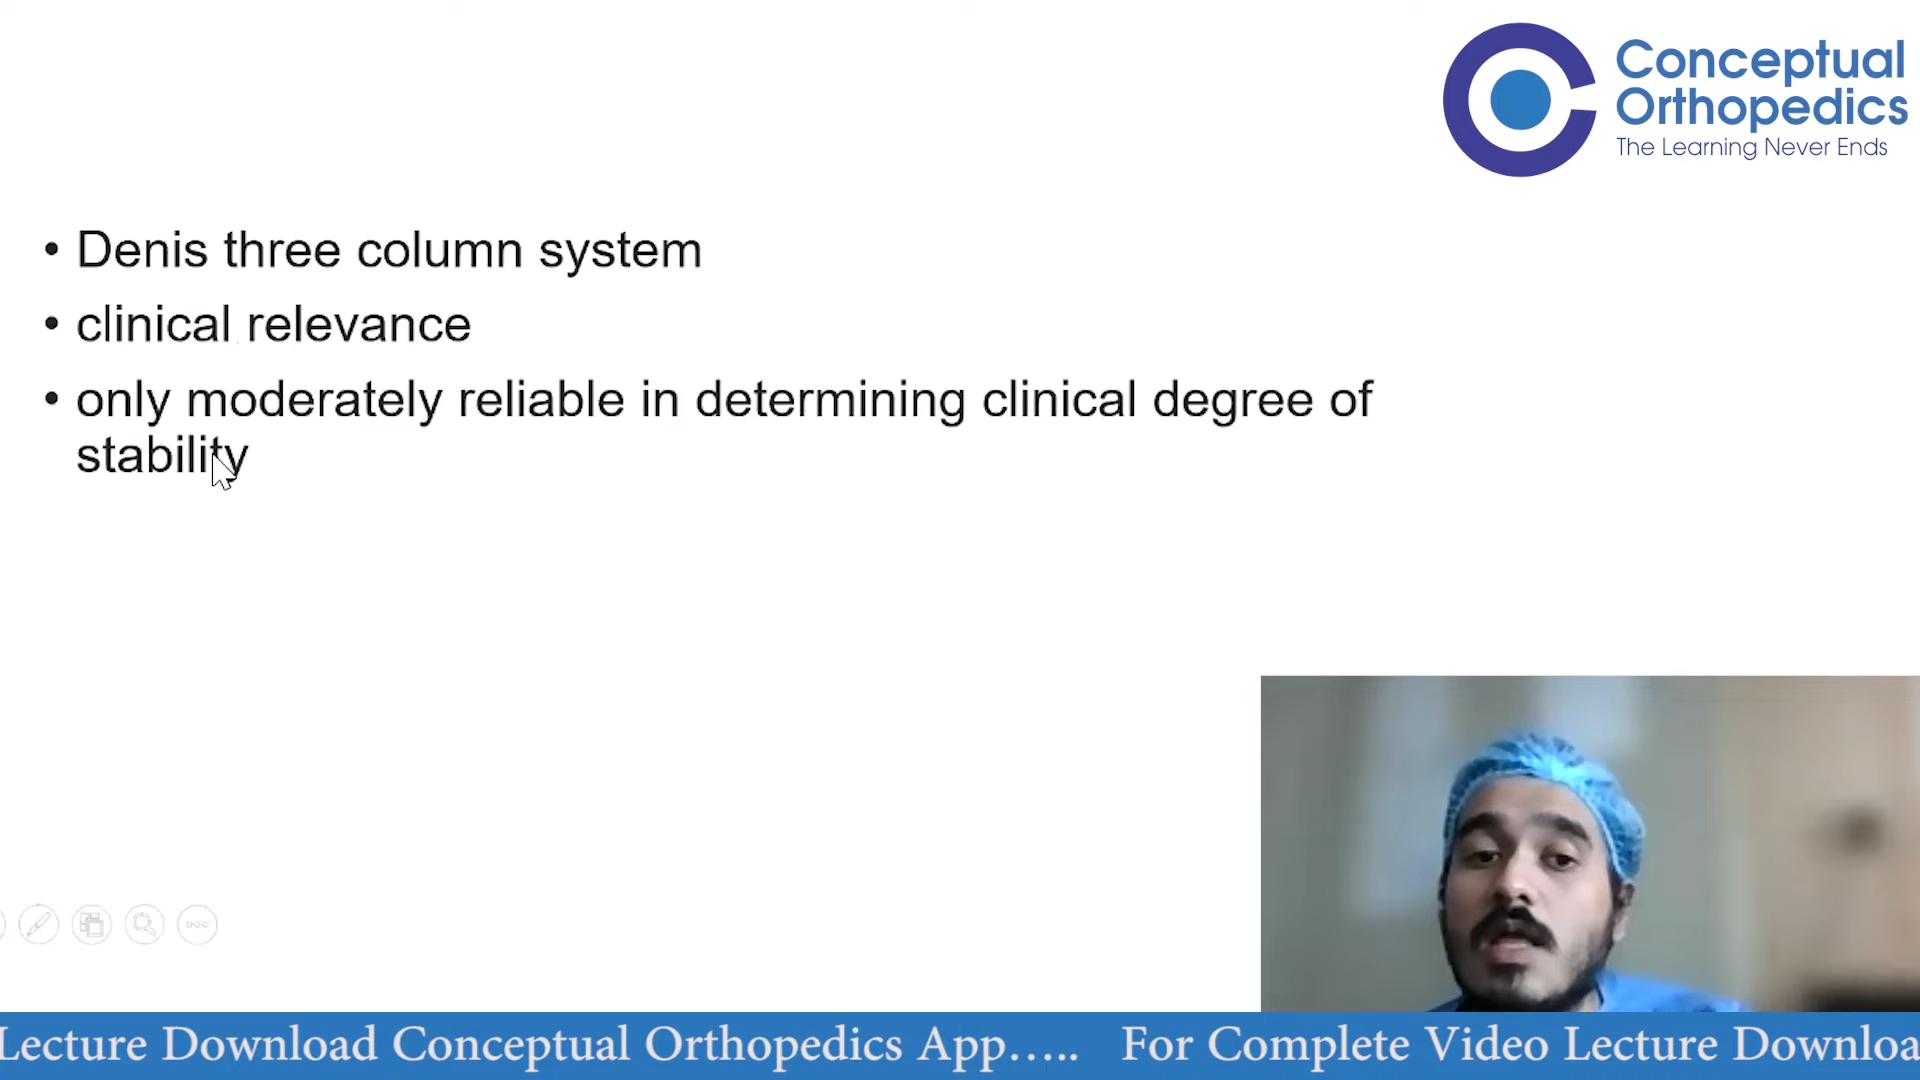 Conceptual
Orthopedics
The Learning Never Ends
• Denis three column system
• clinical relevance
• only moderately reliable in determining clinical degree of
stability
Lecture Download Conceptual Orthopedics App..... For Complete Video Lecture Downloa